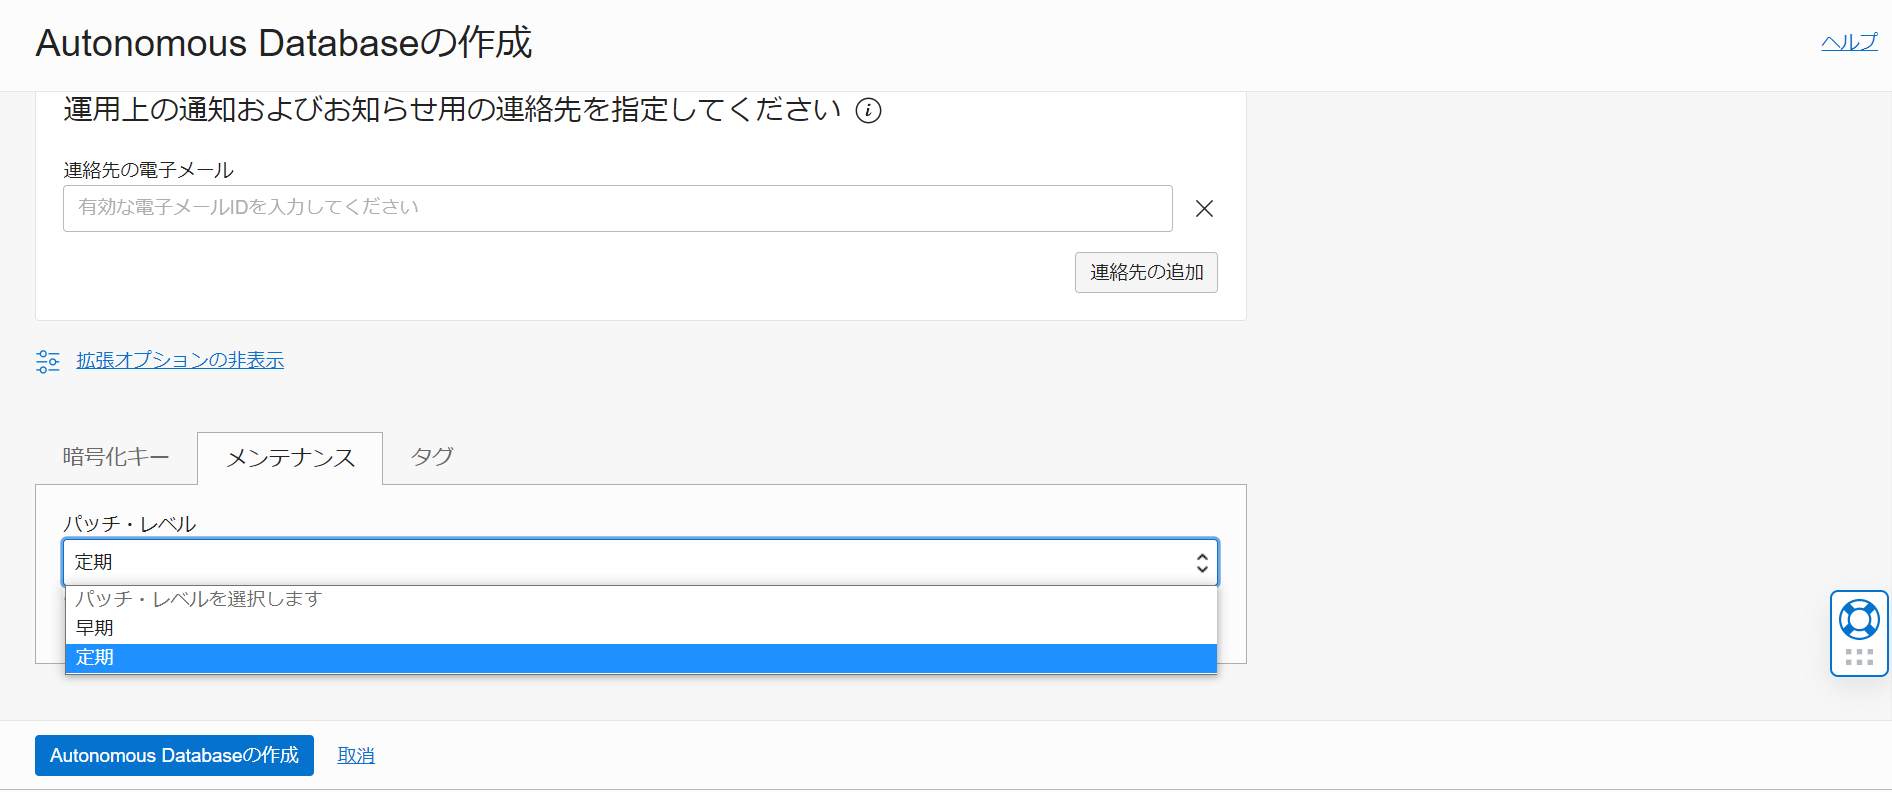 Autonomous Databaseの作成
ヘルプ
運用上の通知およびお知らせ用の連絡先を指定してください
連絡先の電子メール
有効な電子メールIDを入力してください
連絡先の追加
拡張オプションの非表示
暗号化キー
メンテナンス
タグ
パッチ・レベル
定期
パッチ・レベルを選択します
早期
定期
Autonomous Databaseの作成
取消